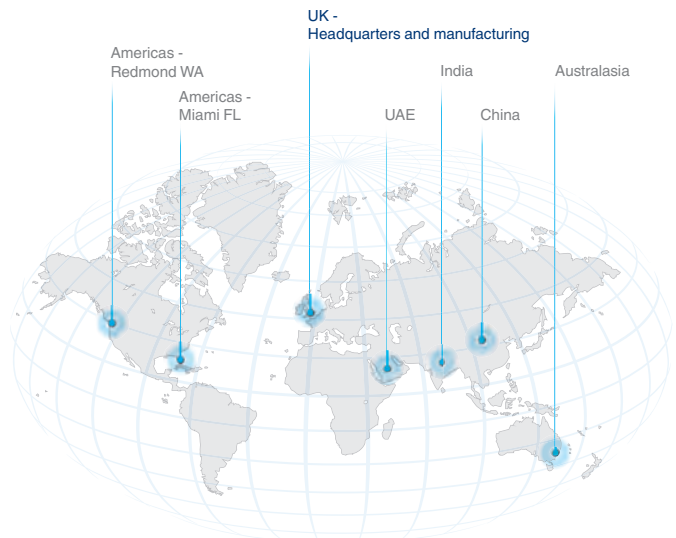 UK -
Headquarters and manufacturing
Americas -
Redmond WA
Americas -
Miami FL
UAE
India
China
Australasia